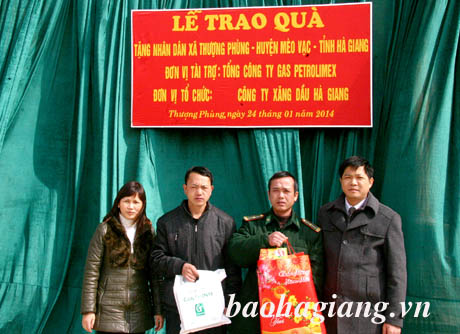 LỄ TRAO QUÀ
TẶNG NHÂN DÂN XÃ THƯỢNG PHÙNG - HUYỆN MÈO VẠC - TỈNH HÀ GIANG
ĐƠN VỊ TÀI TRỢ: TỔNG CÔNG TY GAS PETROLIMEX
ĐƠN VỊ TỔ CHỨC: CÔNG TY XĂNG DẦU HÀ GIANG
Thượng Phùng, ngày 24 tháng 01 năm 2014
baohagiang.vn